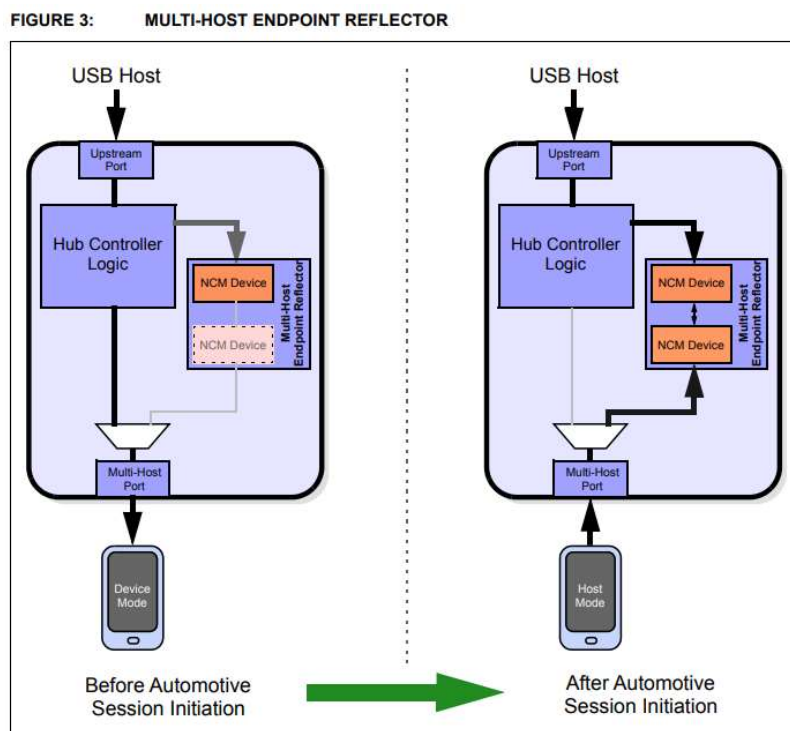 FIGURE 3: MULTI-HOST ENDPOINT REFLECTOR
USB Host
Upstream
Port
Hub Controller
Logic
NCM Device
NCM Device
Multi-Host
Endpoint Reflector
Multi-Host
Port
Device
Mode
Before Automotive
Session Initiation
USB Host
Upstream
Port
Hub Controller
Logic
NCM Device
NCM Device
Multi-Host
Endpoint Reflector
Multi-Host
Port
Host
Mode
After Automotive
Session Initiation